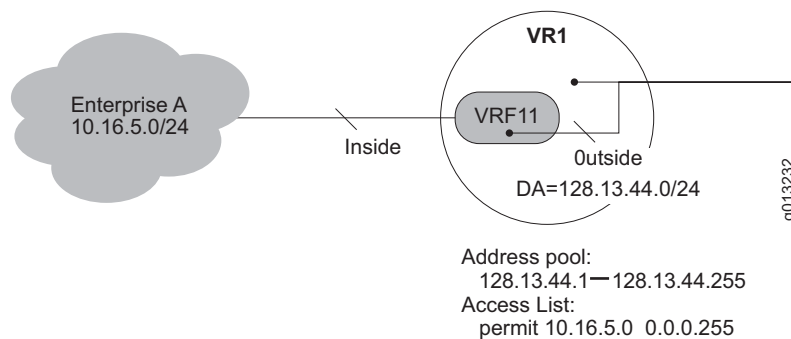 VR1
Enterprise A
10.16.5.0/24
VRF11
Inside
0utside
DA=128.13.44.0/24
g013232
Address pool:
128.13.44.1—128.13.44.255
Access List:
permit 10.16.5.0 0.0.0.255